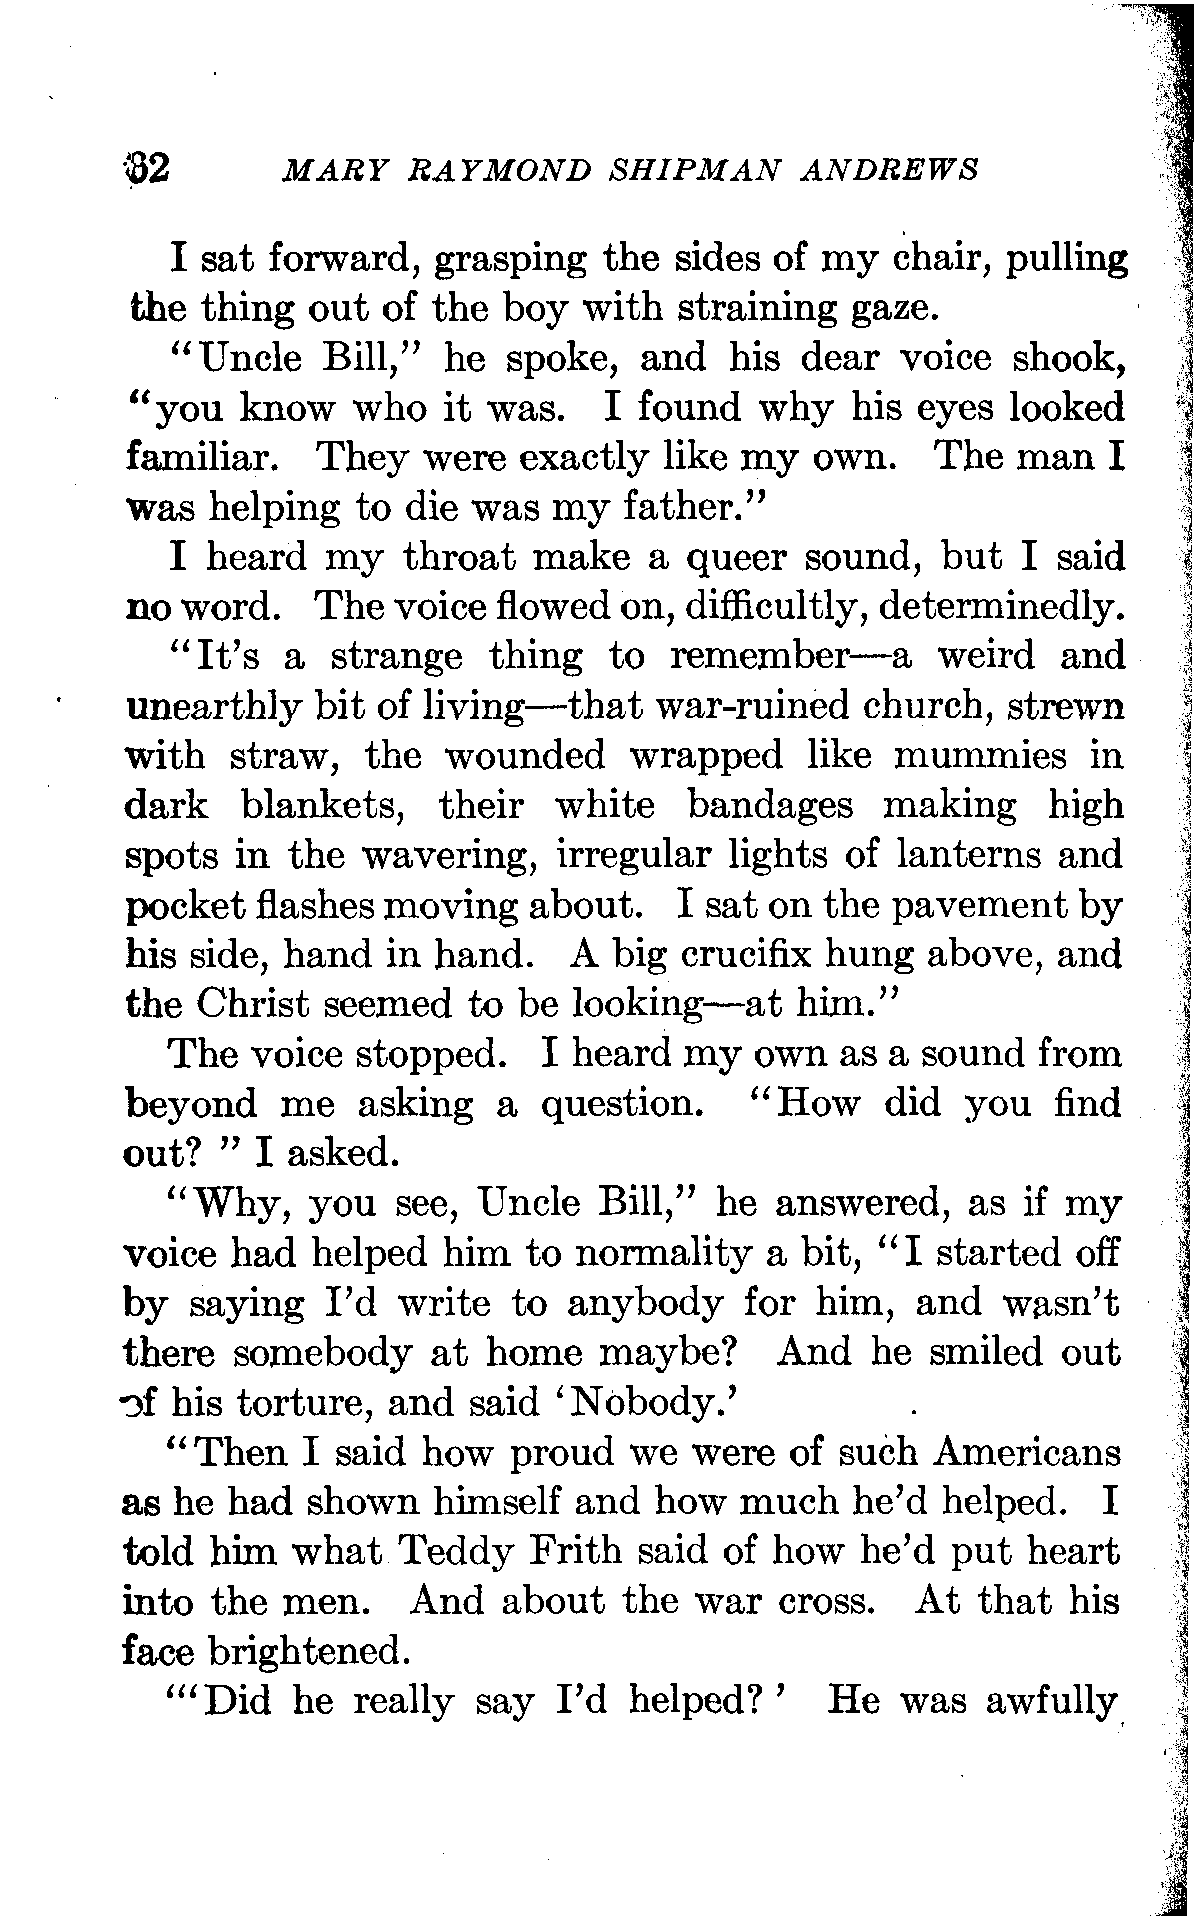 82 MARY RAYMOND SHIPMAN ANDREWS
I sat forward, grasping the sides of my chair, pulling
the thing out of the boy with straining gaze.
“Uncle Bill,” he spoke, and his dear voice shook,
“you know who it was. I found why his eyes looked
familiar. They were exactly like my own. The man I
was helping to die was my father.”
I heard my throat make a queer sound, but I said
no word. The voice flowed on, difficultly, determinedly.
“It’s a strange thing to remember—a weird and
unearthly bit of living—that war-ruined church, strewn
with straw, the wounded wrapped like mummies in
dark blankets, their white bandages making high
spots in the wavering, irregular lights of lanterns and
pocket flashes moving about. I sat on the pavement by
his side, hand in hand. A big crucifix hung above, and
the Christ seemed to be looking—at him.”
The voice stopped. I heard my own as a sound from
beyond me asking a question. “How did you find
out? ” I asked.
“Why, you see, Uncle Bill,” he answered, as if my
voice had helped him to normality a bit, “I started off
by saying I’d write to anybody for him, and wasn’t
there somebody at home maybe? And he smiled out
of his torture, and said ‘Nobody.’
“Then I said how proud we were of such Americans
as he had shown himself and how much he’d helped. I
told him what Teddy Frith said of how he’d put heart
into the men. And about the war cross. At that his
face brightened.
“‘Did he really say I’d helped? ’ He was awfully